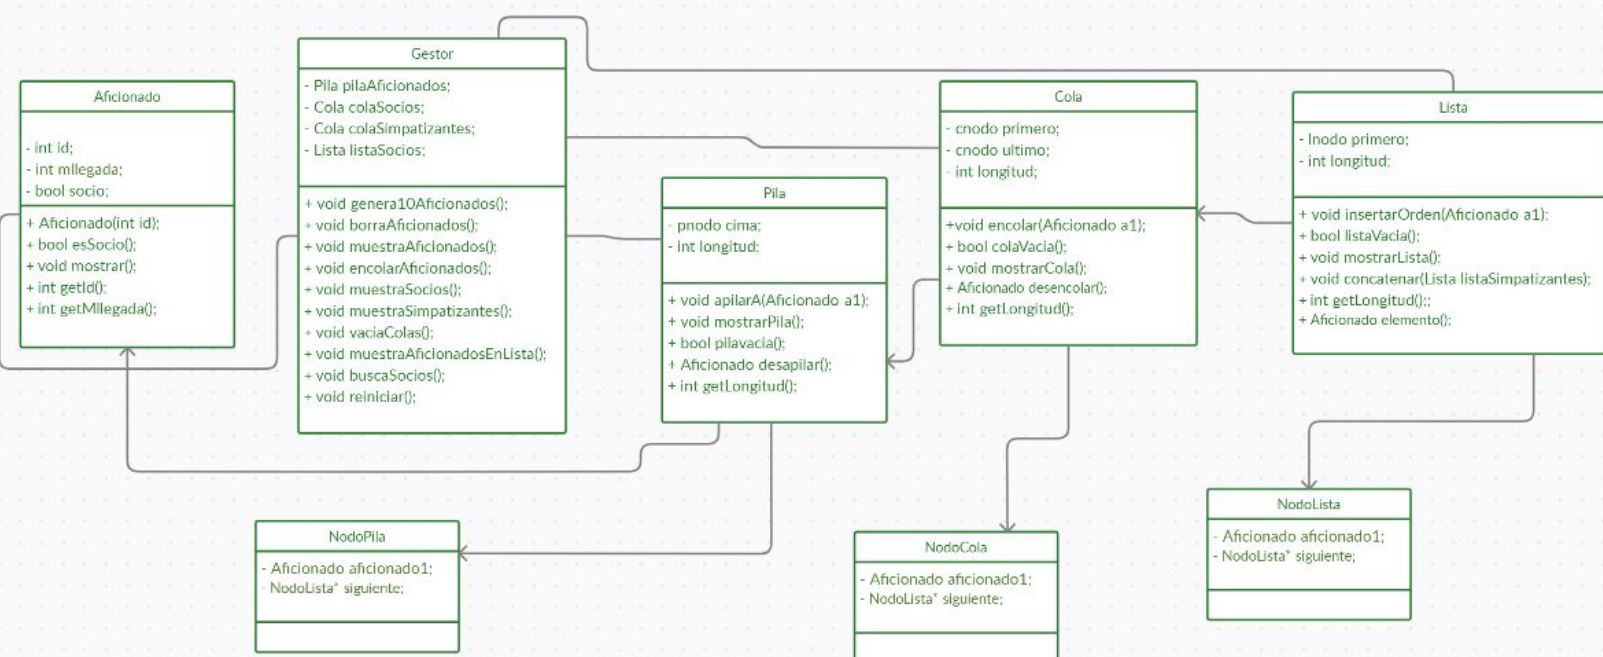 Aficionado
- int id;
- int mllegada;
- bool socio;
+ Aficionado(int id);
+ bool esSocio();
+ void mostrar();
+ int getId();
+ int getMllegada();
Gestor
- Pila pilaAficionados;
- Cola colaSocios;
- Cola colaSimpatizantes;
- Lista listaSocios;
+ void genera10Aficionados();
+ void borraAficionados();
+ void muestraAficionados();
+ void encolarAficionados();
+ void muestraSocios();
+ void muestraSimpatizantes();
+ void vaciaColas();
+ void muestraAficionadosEnLista();
+ void buscaSocios();
+ void reiniciar();
Pila
- pnodo cima;
- int longitud;
+ void apilarA(Aficionado a1);
+ void mostrarPila();
+ bool pilavacia();
+ Aficionado desapilar();
+ int getLongitud();
Cola
- cnodo primero;
- cnodo ultimo;
- int longitud;
+void encolar(Aficionado a1);
+ bool colaVacia();
+ void mostrarCola();
+ Aficionado desencolar();
+ int getLongitud();
Lista
- lnodo primero;
- int longitud;
+ void insertarOrden(Aficionado a1);
+ bool listaVacia();
+ void mostrarLista();
+ void concatenar(Lista listaSimpatizantes);
+ int getLongitud();;
+ Aficionado elemento();
NodoPila
- Aficionado aficionado1;
- NodoLista* siguiente;
NodoCola
- Aficionado aficionado1;
- NodoLista* siguiente;
NodoLista
- Aficionado aficionado1;
- NodoLista* siguiente;